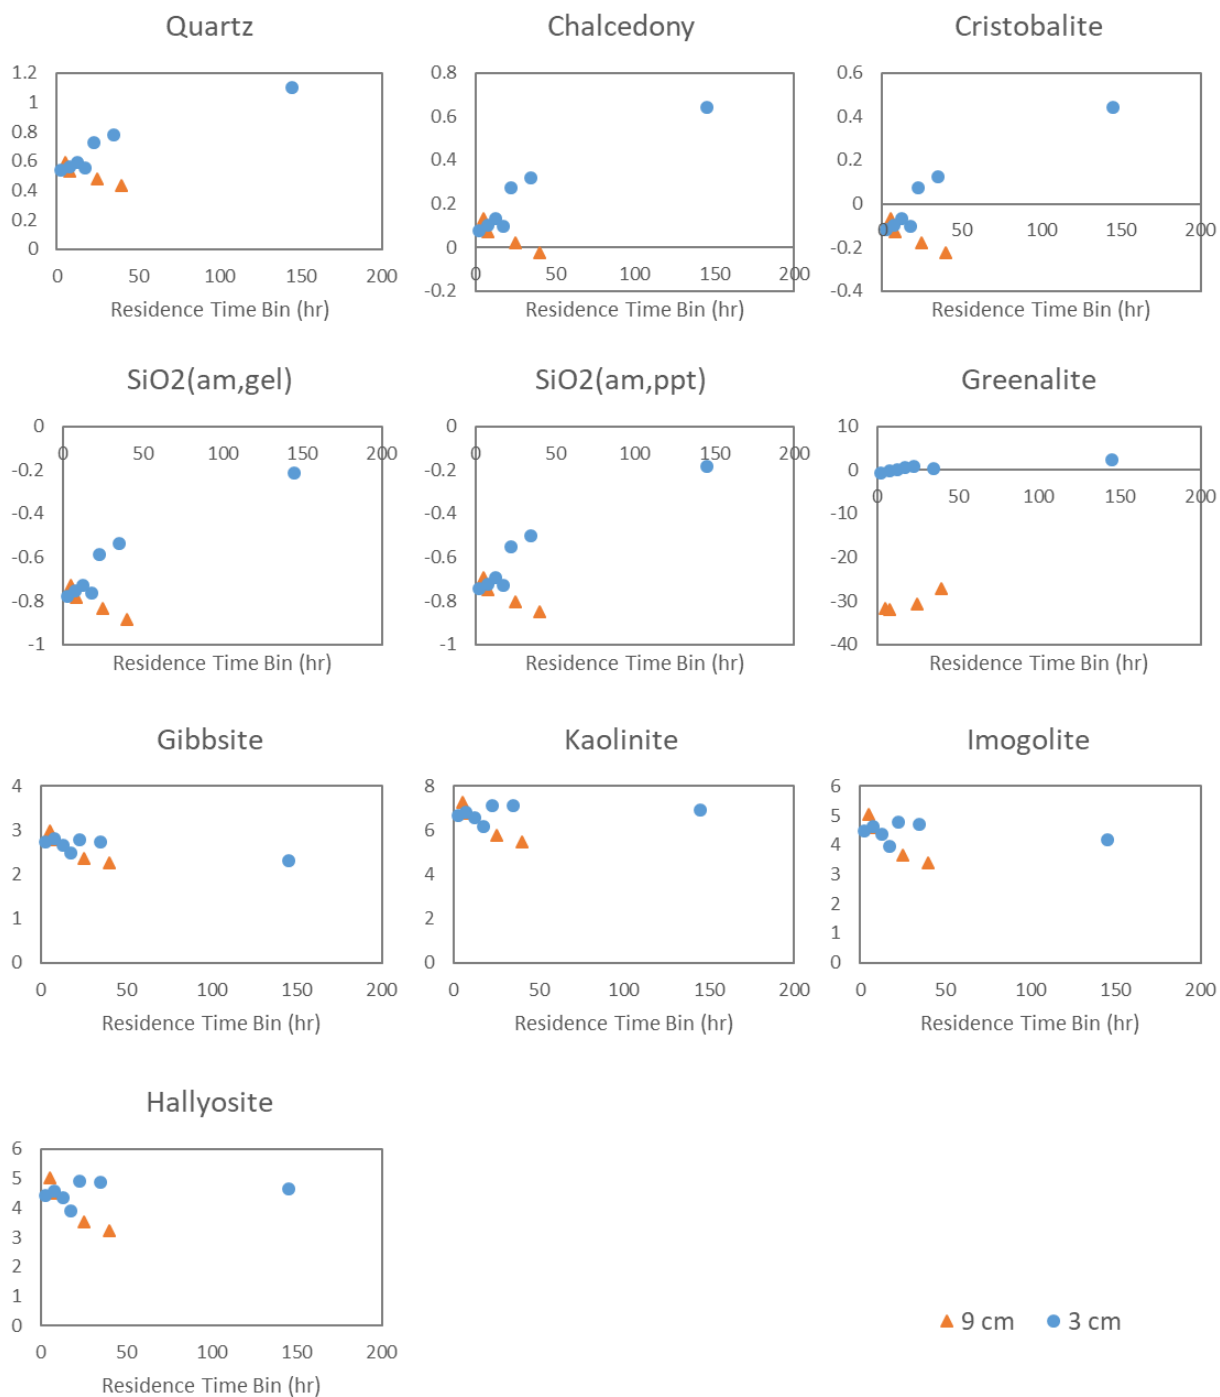 Quartz
1.2
1
0.8
0.6
0.4
0.2
0
0 50 100 150 200
Residence Time Bin (hr)
Chalcedony
0.8
0.6
0.4
0.2
0
-0.2
0 50 100 150 200
Residence Time Bin (hr)
Cristobalite
0.6
0.4
0.2
0
-0.2
-0.4
0 50 100 150 200
Residence Time Bin (hr)
SiO2(am,gel)
0
-0.2
-0.4
-0.6
-0.8
-1
0 50 100 150 200
Residence Time Bin (hr)
SiO2(am,ppt)
0
-0.2
-0.4
-0.6
-0.8
-1
0 50 100 150 200
Residence Time Bin (hr)
Greenalite
10
0
-10
-20
-30
-40
0 50 100 150 200
Residence Time Bin (hr)
Gibbsite
4
3
2
1
0
0 50 100 150 200
Residence Time Bin (hr)
Kaolinite
8
6
4
2
0
0 50 100 150 200
Residence Time Bin (hr)
Imogolite
6
5
4
3
2
1
0
0 50 100 150 200
Residence Time Bin (hr)
Hallyosite
6
5
4
3
2
1
0
0 50 100 150 200
Residence Time Bin (hr)
9 cm 3 cm